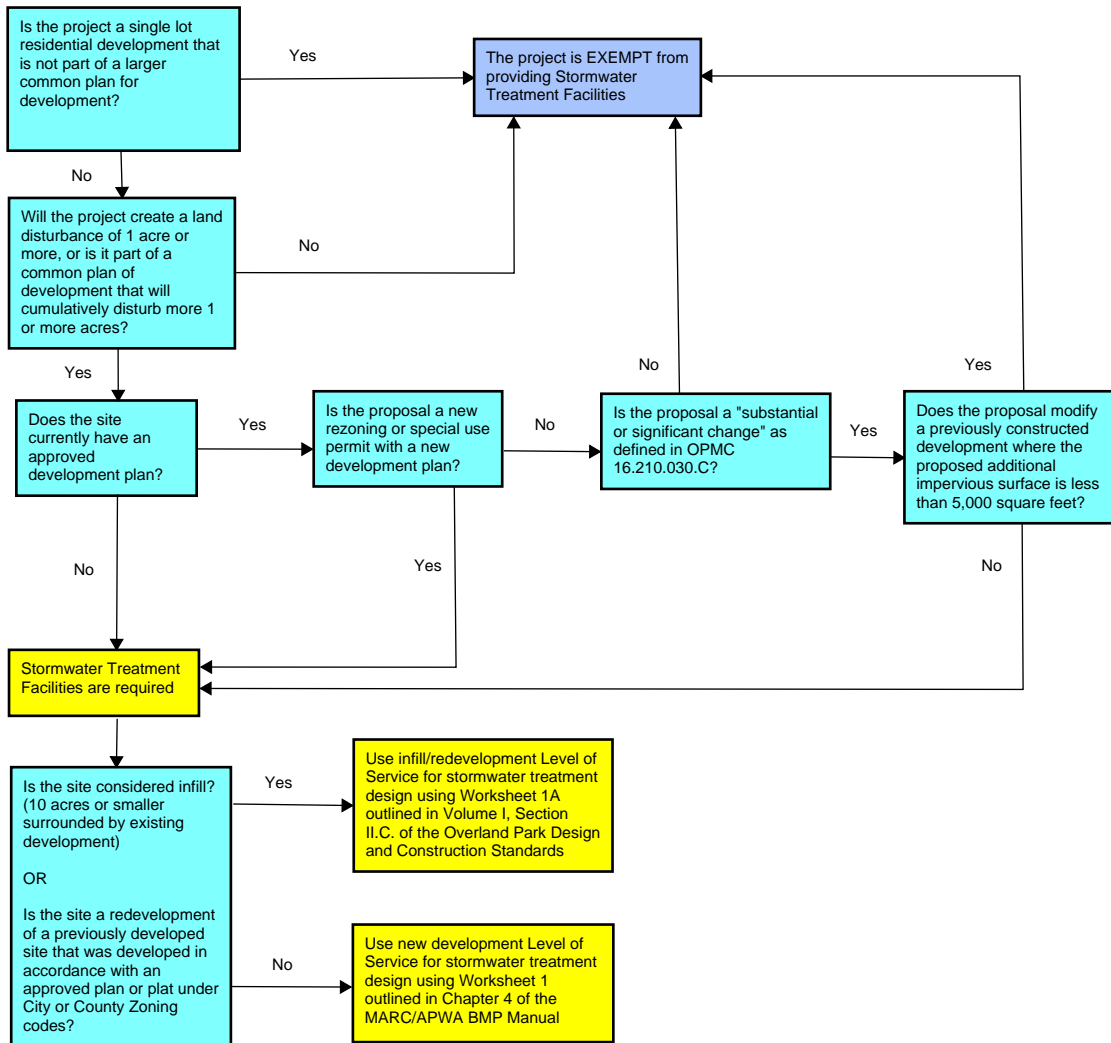 Is the project a single lot
residential development that
is not part of a larger
common plan for
development?
Yes
The project is EXEMPT from
providing Stormwater
Treatment Facilities
No
Will the project create a land
disturbance of 1 acre or
more, or is it part of a
common plan of
development that will
cumulatively disturb more 1
or more acres?
No
Yes
Does the site
currently have an
approved
development plan?
Yes
Is the proposal a new
rezoning or special use
permit with a new
development plan?
No
Is the proposal a "substantial
or significant change" as
defined in OPMC
16.210.030.C?
No
Yes
Does the proposal modify
a previously constructed
development where the
proposed additional
impervious surface is less
than 5,000 square feet?
Yes
No
Yes
No
Stormwater Treatment
Facilities are required
Is the site considered infill?
(10 acres or smaller
surrounded by existing
development)
OR
Is the site a redevelopment
of a previously developed
site that was developed in
accordance with an
approved plan or plat under
City or County Zoning
codes?
Yes
Use infill/redevelopment Level of
Service for stormwater treatment
design using Worksheet 1A
outlined in Volume I, Section
II.C. of the Overland Park Design
and Construction Standards
No
Use new development Level of
Service for stormwater treatment
design using Worksheet 1
outlined in Chapter 4 of the
MARC/APWA BMP Manual